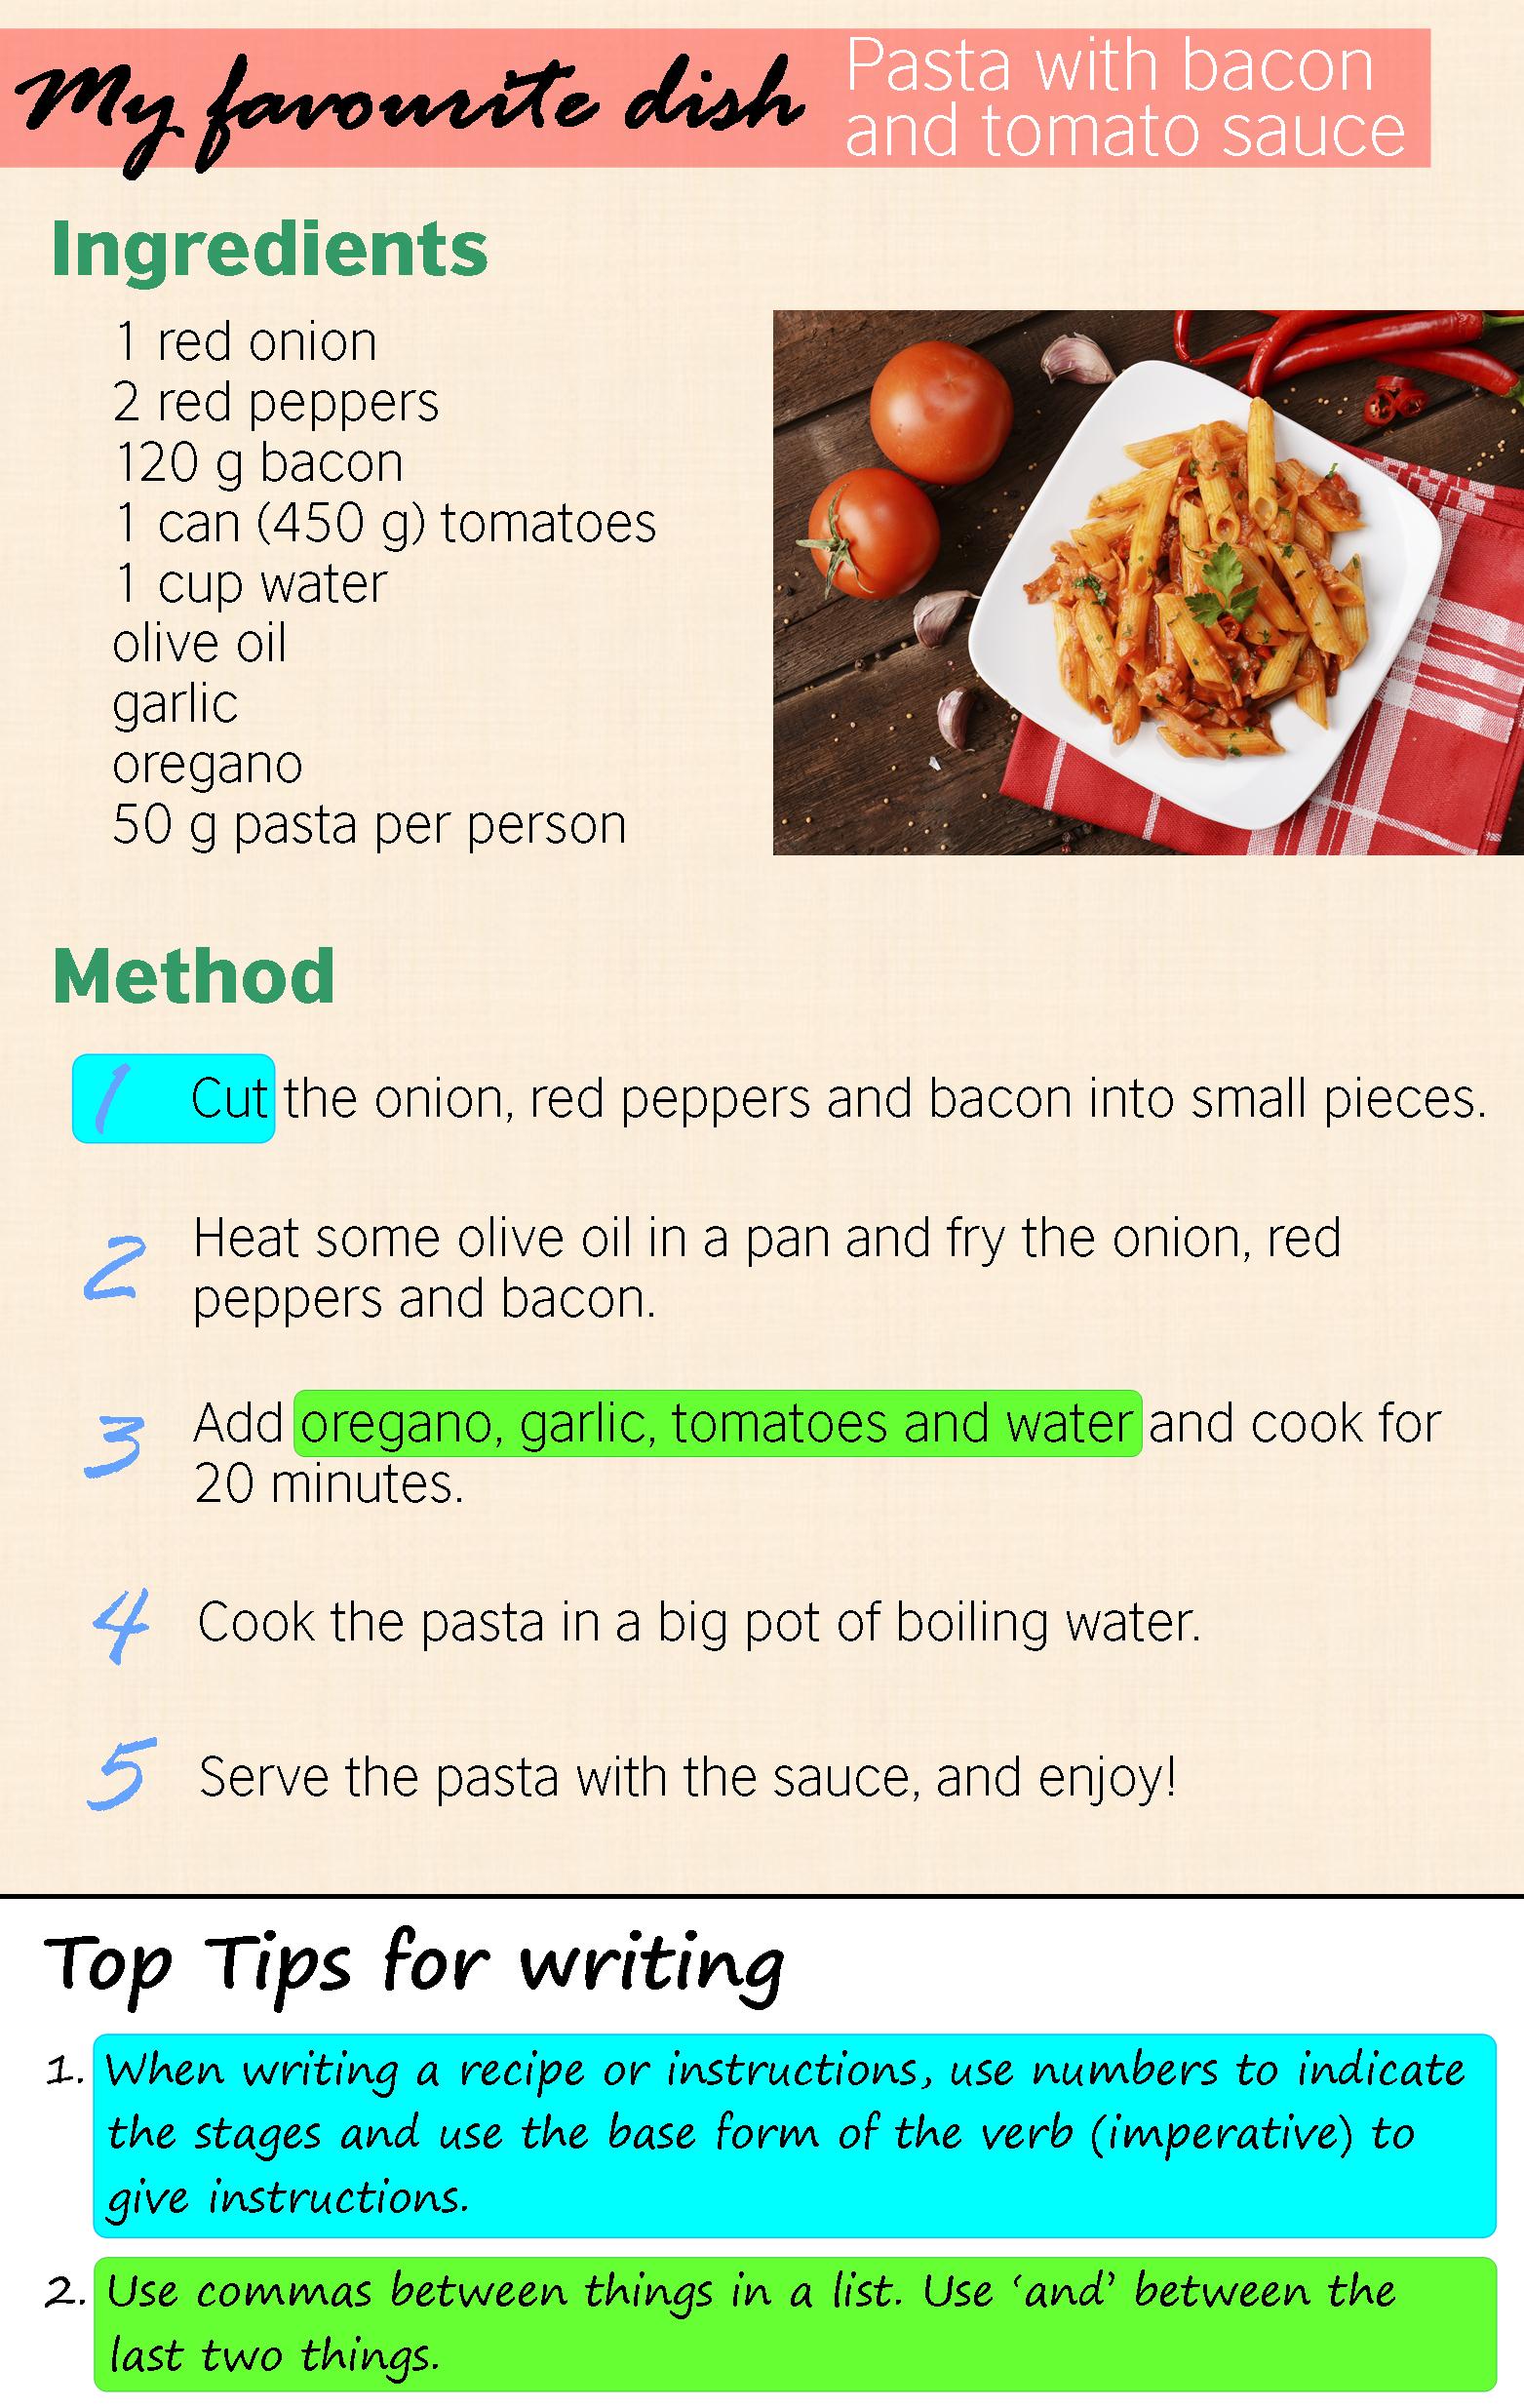 My favourite dish
Pasta with bacon
and tomato sauce
Ingredients
1 red onion
2 red peppers
120 g bacon
1 can (450 g) tomatoes
1 cup water
olive oil
garlic
oregano
50 g pasta per person
Method
1 Cut the onion, red peppers and bacon into small pieces.
2 Heat some olive oil in a pan and fry the onion, red
peppers and bacon.
3 Add oregano, garlic, tomatoes and water and cook for
20 minutes.
4 Cook the pasta in a big pot of boiling water.
5 Serve the pasta with the sauce, and enjoy!
Top Tips for writing
1. When writing a recipe or instructions, use numbers to indicate
the stages and use the base form of the verb (imperative) to
give instructions.
2. Use commas between things in a list. Use ‘and’ between the
last two things.